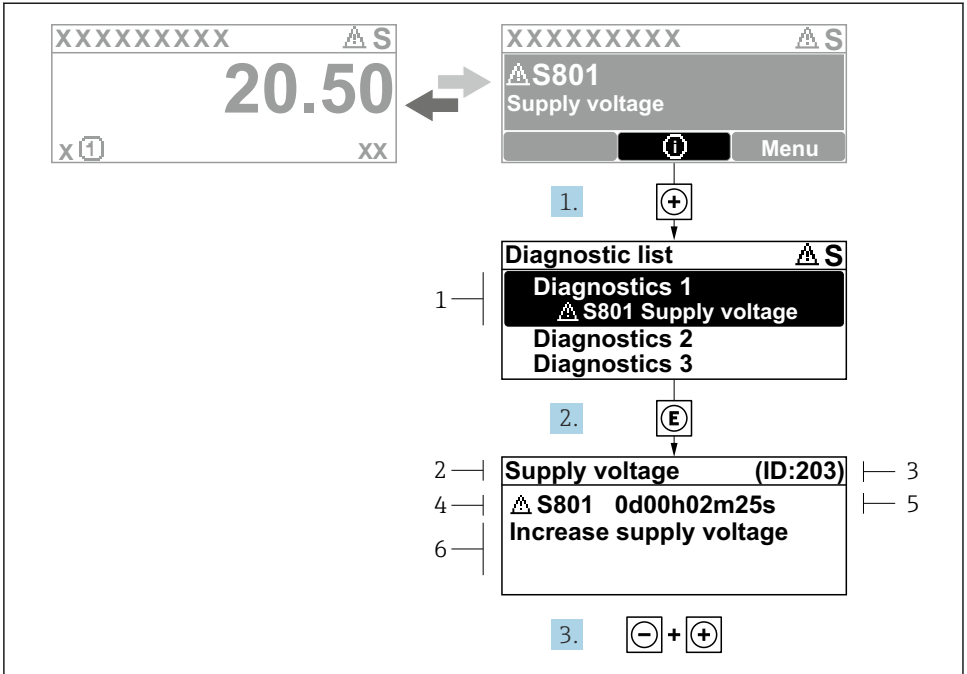 XXXXXXXXX ⚠ S
20.50
x ① XX
XXXXXXXXX ⚠ S
⚠ S801
Supply voltage
ⓘ Menu
1. +
Diagnostic list ⚠ S
1
Diagnostics 1
⚠ S801 Supply voltage
Diagnostics 2
Diagnostics 3
2. E
2 Supply voltage (ID:203) 3
4 ⚠ S801 0d00h02m25s 5
6 Increase supply voltage
3. - + +